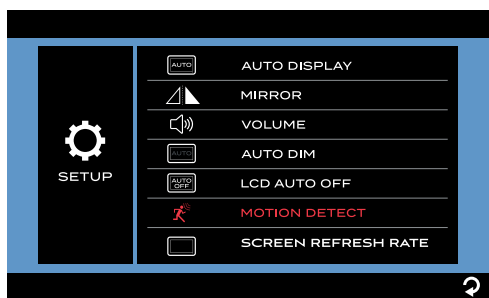 AUTO AUTO DISPLAY
MIRROR
VOLUME
AUTO AUTO DIM
SETUP
AUTO OFF LCD AUTO OFF
MOTION DETECT
SCREEN REFRESH RATE